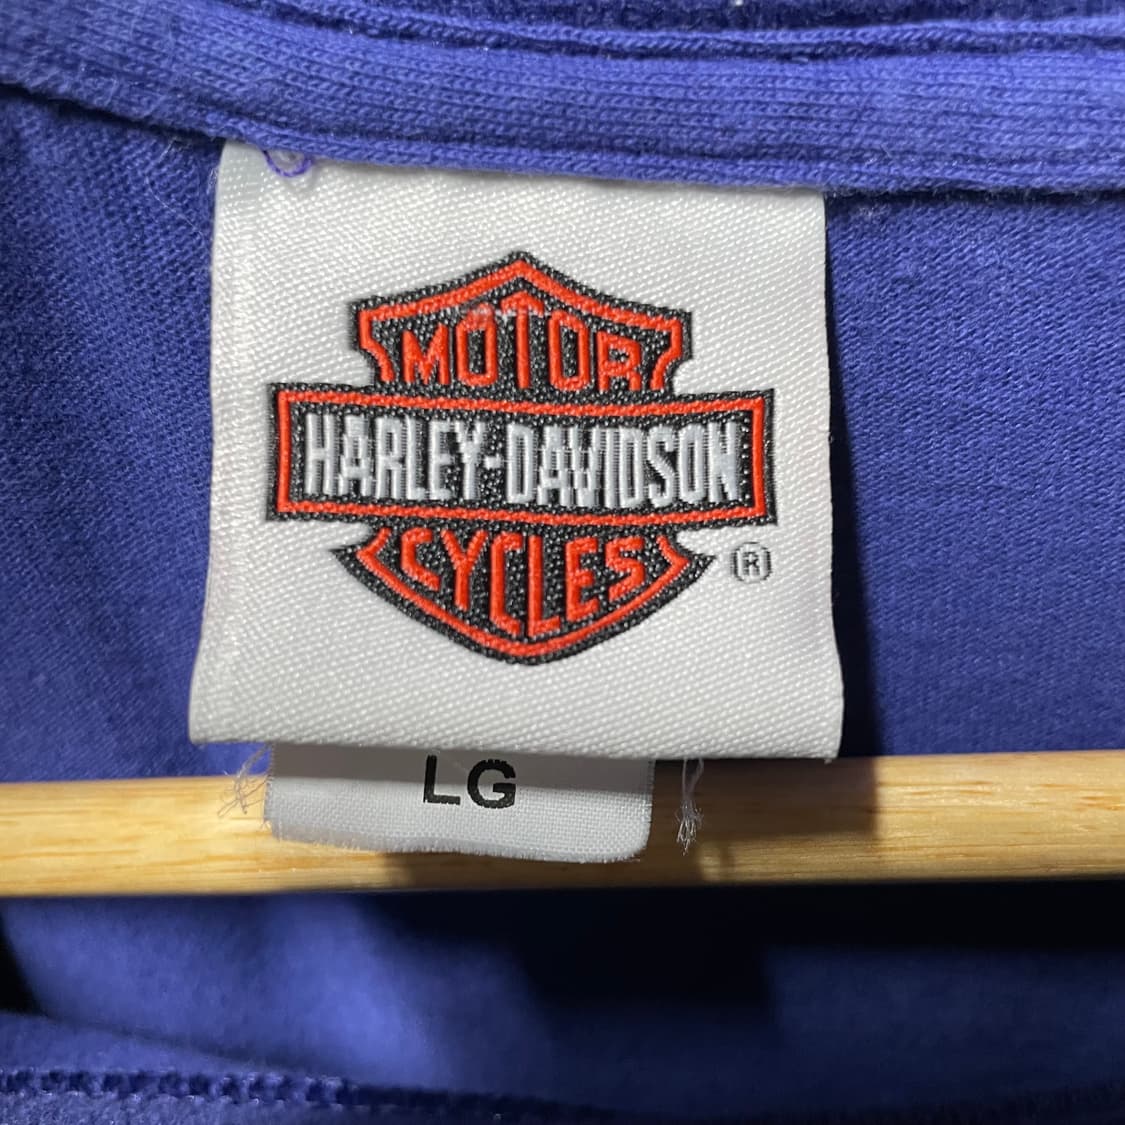 MOTOR
HARLEY-DAVIDSON
CYCLES
®
LG